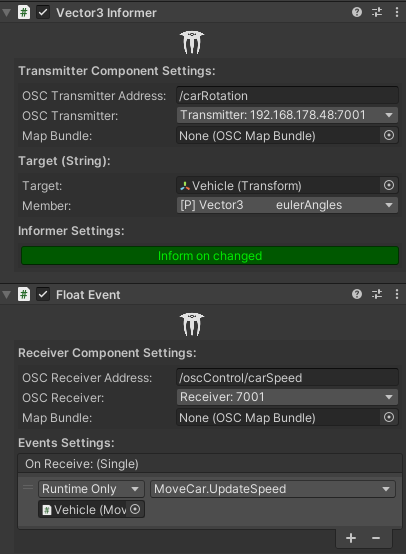 Vector3 Informer
Transmitter Component Settings:
OSC Transmitter Address: /carRotation
OSC Transmitter: Transmitter: 192.168.178.48:7001
Map Bundle: None (OSC Map Bundle)
Target (String):
Target: Vehicle (Transform)
Member: [P] Vector3 eulerAngles
Informer Settings:
Inform on changed
Float Event
Receiver Component Settings:
OSC Receiver Address: /oscControl/carSpeed
OSC Receiver: Receiver: 7001
Map Bundle: None (OSC Map Bundle)
Events Settings:
On Receive: (Single)
Runtime Only MoveCar.UpdateSpeed
Vehicle (Mov